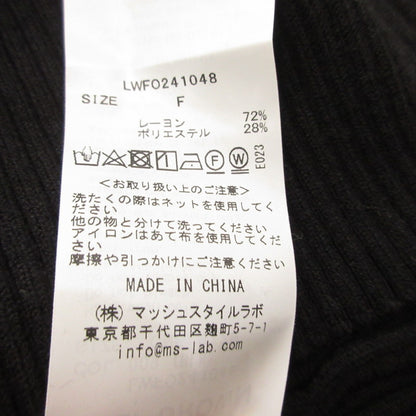 LWFO241048
SIZE F
レーヨン 72%
ポリエステル 28%
F W E023
<お取り扱い上のご注意>
洗たくの際はネットを使用してく
ださい
他の物と分けて洗ってください
アイロンはあて布を使用してくだ
さい
摩擦や引っかけにご注意ください
MADE IN CHINA
(株) マッシュスタイルラボ
東京都千代田区麹町5-7-1
info@ms-lab.com